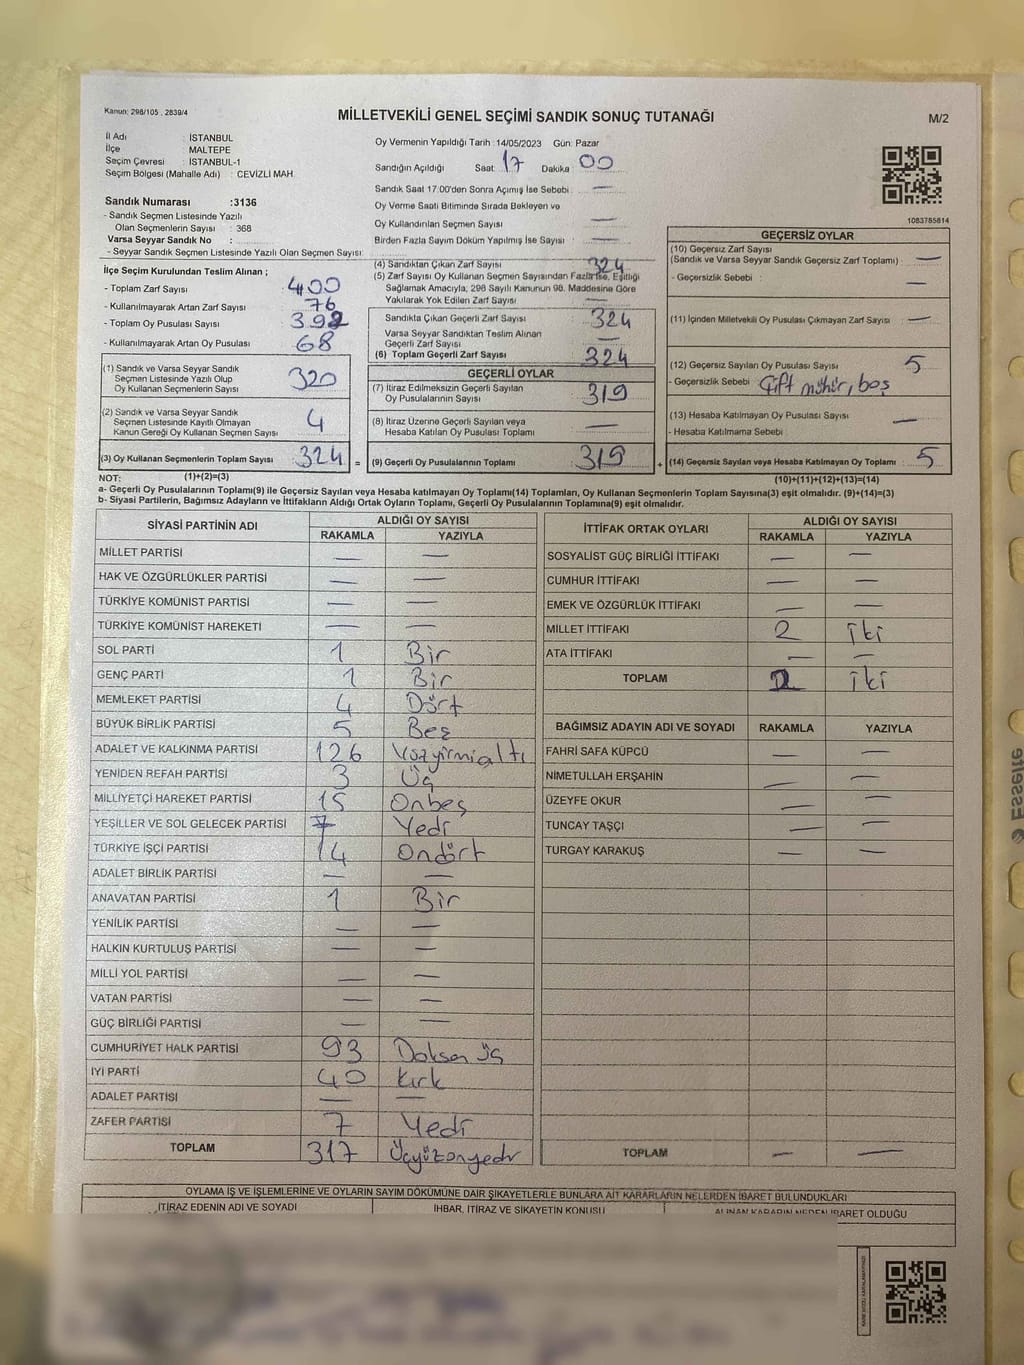 Kanun: 298/105 , 2839/4
MİLLETVEKİLİ GENEL SEÇİMİ SANDIK SONUÇ TUTANAĞI
M/2
İl Adı : İSTANBUL
İlçe : MALTEPE
Seçim Çevresi : İSTANBUL-1
Seçim Bölgesi (Mahalle Adı) : CEVİZLİ MAH.
Sandık Numarası :3136
- Sandık Seçmen Listesinde Yazılı
Olan Seçmenlerin Sayısı : 368
Varsa Seyyar Sandık No :
- Seyyar Sandık Seçmen Listesinde Yazılı Olan Seçmen Sayısı:
Oy Vermenin Yapıldığı Tarih :14/05/2023 Gün: Pazar
Sandığın Açıldığı Saat: 17 Dakika: 00
Sandık Saat 17.00'den Sonra Açımış İse Sebebi : —
Oy Verme Saati Bitiminde Sırada Bekleyen ve
Oy Kullandırılan Seçmen Sayısı —
Birden Fazla Sayım Döküm Yapılmış İse Sayısı : —
1083785814
İlçe Seçim Kurulundan Teslim Alınan ;
- Toplam Zarf Sayısı : 400
- Kullanılmayarak Artan Zarf Sayısı : 76
- Toplam Oy Pusulası Sayısı : 392
- Kullanılmayarak Artan Oy Pusulası : 68
(1) Sandık ve Varsa Seyyar Sandık
Seçmen Listesinde Yazılı Olup
Oy Kullanan Seçmenlerin Sayısı 320
(2) Sandık ve Varsa Seyyar Sandık
Seçmen Listesinde Kayıtlı Olmayan
Kanun Gereği Oy Kullanan Seçmen Sayısı 4
(3) Oy Kullanan Seçmenlerin Toplam Sayısı 324 =
(4) Sandıktan Çıkan Zarf Sayısı 324
(5) Zarf Sayısı Oy Kullanan Seçmen Sayısından Fazla İse, Eşitliği
Sağlamak Amacıyla, 298 Sayılı Kanunun 98. Maddesine Göre
Yakılarak Yok Edilen Zarf Sayısı —
Sandıkta Çıkan Geçerli Zarf Sayısı 324
Varsa Seyyar Sandıktan Teslim Alınan
Geçerli Zarf Sayısı —
(6) Toplam Geçerli Zarf Sayısı 324
GEÇERLİ OYLAR
(7) İtiraz Edilmeksizin Geçerli Sayılan
Oy Pusulalarının Sayısı 319
(8) İtiraz Üzerine Geçerli Sayılan veya
Hesaba Katılan Oy Pusulası Toplamı —
(9) Geçerli Oy Pusulalarının Toplamı 319 +
GEÇERSİZ OYLAR
(10) Geçersiz Zarf Sayısı
(Sandık ve Varsa Seyyar Sandık Geçersiz Zarf Toplamı) —
- Geçersizlik Sebebi : —
(11) İçinden Milletvekili Oy Pusulası Çıkmayan Zarf Sayısı —
(12) Geçersiz Sayılan Oy Pusulası Sayısı 5
- Geçersizlik Sebebi Çift mühür, boş
(13) Hesaba Katılmayan Oy Pusulası Sayısı —
- Hesaba Katılmama Sebebi
(14) Geçersiz Sayılan veya Hesaba Katılmayan Oy Toplamı 5
NOT: (1)+(2)=(3) (10)+(11)+(12)+(13)=(14)
a- Geçerli Oy Pusulalarının Toplamı(9) ile Geçersiz Sayılan veya Hesaba katılmayan Oy Toplamı(14) Toplamları, Oy Kullanan Seçmenlerin Toplam Sayısına(3) eşit olmalıdır. (9)+(14)=(3)
b- Siyasi Partilerin, Bağımsız Adayların ve İttifakların Aldığı Ortak Oyların Toplamı, Geçerli Oy Pusulalarının Toplamına(9) eşit olmalıdır.
SİYASİ PARTİNİN ADI ALDIĞI OY SAYISI
RAKAMLA YAZIYLA
MİLLET PARTİSİ — —
HAK VE ÖZGÜRLÜKLER PARTİSİ — —
TÜRKİYE KOMÜNİST PARTİSİ — —
TÜRKİYE KOMÜNİST HAREKETİ — —
SOL PARTİ 1 Bir
GENÇ PARTİ 1 Bir
MEMLEKET PARTİSİ 4 Dört
BÜYÜK BİRLİK PARTİSİ 5 Beş
ADALET VE KALKINMA PARTİSİ 126 Yüzyirmialtı
YENİDEN REFAH PARTİSİ 3 Üç
MİLLİYETÇİ HAREKET PARTİSİ 15 Onbeş
YEŞİLLER VE SOL GELECEK PARTİSİ 7 Yedi
TÜRKİYE İŞÇİ PARTİSİ 14 Ondört
ADALET BİRLİK PARTİSİ — —
ANAVATAN PARTİSİ 1 Bir
YENİLİK PARTİSİ — —
HALKIN KURTULUŞ PARTİSİ — —
MİLLİ YOL PARTİSİ — —
VATAN PARTİSİ — —
GÜÇ BİRLİĞİ PARTİSİ — —
CUMHURİYET HALK PARTİSİ 93 Doksan üç
İYİ PARTİ 40 Kırk
ADALET PARTİSİ — —
ZAFER PARTİSİ 7 Yedi
TOPLAM 317 Üçyüzonyedi
İTTİFAK ORTAK OYLARI ALDIĞI OY SAYISI
RAKAMLA YAZIYLA
SOSYALİST GÜÇ BİRLİĞİ İTTİFAKI — —
CUMHUR İTTİFAKI — —
EMEK VE ÖZGÜRLÜK İTTİFAKI — —
MİLLET İTTİFAKI 2 iki
ATA İTTİFAKI — —
TOPLAM 2 iki
BAĞIMSIZ ADAYIN ADI VE SOYADI RAKAMLA YAZIYLA
FAHRİ SAFA KÜPCÜ — —
NİMETULLAH ERŞAHİN — —
ÜZEYFE OKUR — —
TUNCAY TAŞÇI — —
TURGAY KARAKUŞ — —
TOPLAM — —
OYLAMA İŞ VE İŞLEMLERİNE VE OYLARIN SAYIM DÖKÜMÜNE DAİR ŞİKAYETLERLE BUNLARA AİT KARARLARIN NELERDEN İBARET BULUNDUKLARI
İTİRAZ EDENİN ADI VE SOYADI İHBAR, İTİRAZ VE ŞİKAYETİN KONUSU ALINAN KARARIN NEDEN İBARET OLDUĞU
Esselte